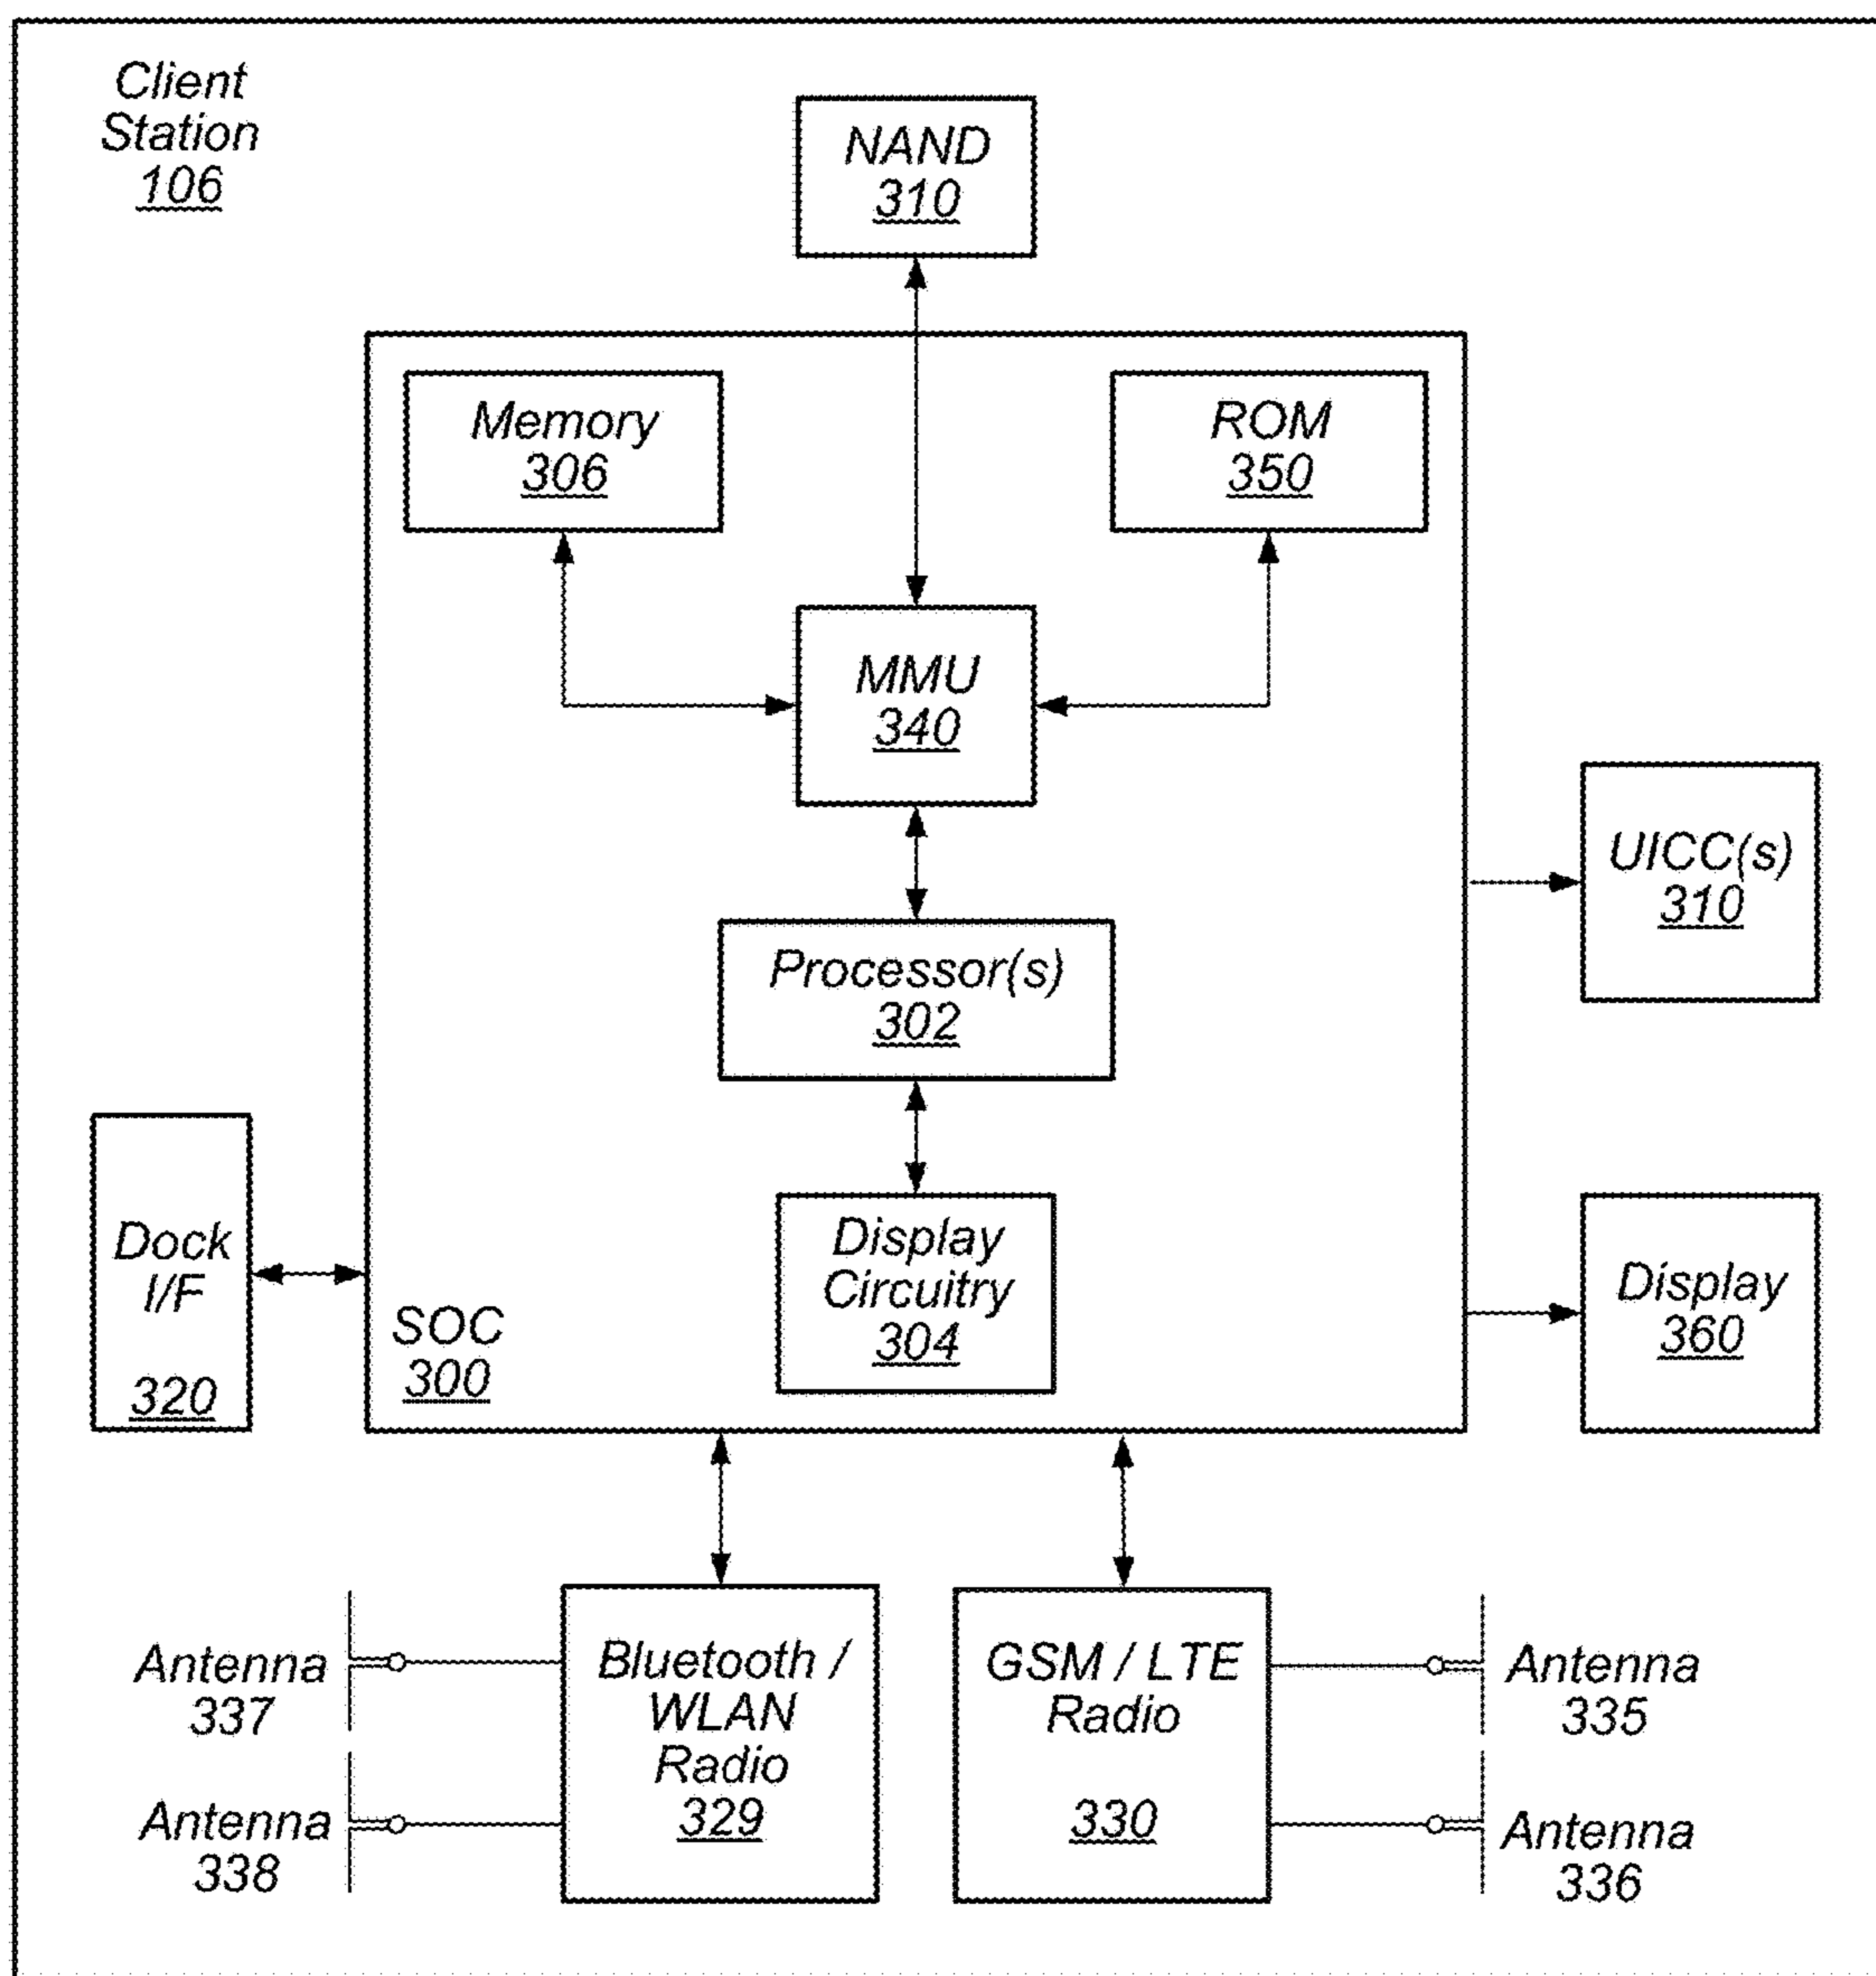 Client
Station
106
NAND
310
Memory
306
ROM
350
MMU
340
UICC(s)
310
Processor(s)
302
Dock
I/F
320
Display
Circuitry
304
SOC
300
Display
360
Antenna
337
Antenna
338
Bluetooth /
WLAN
Radio
329
GSM / LTE
Radio
330
Antenna
335
Antenna
336